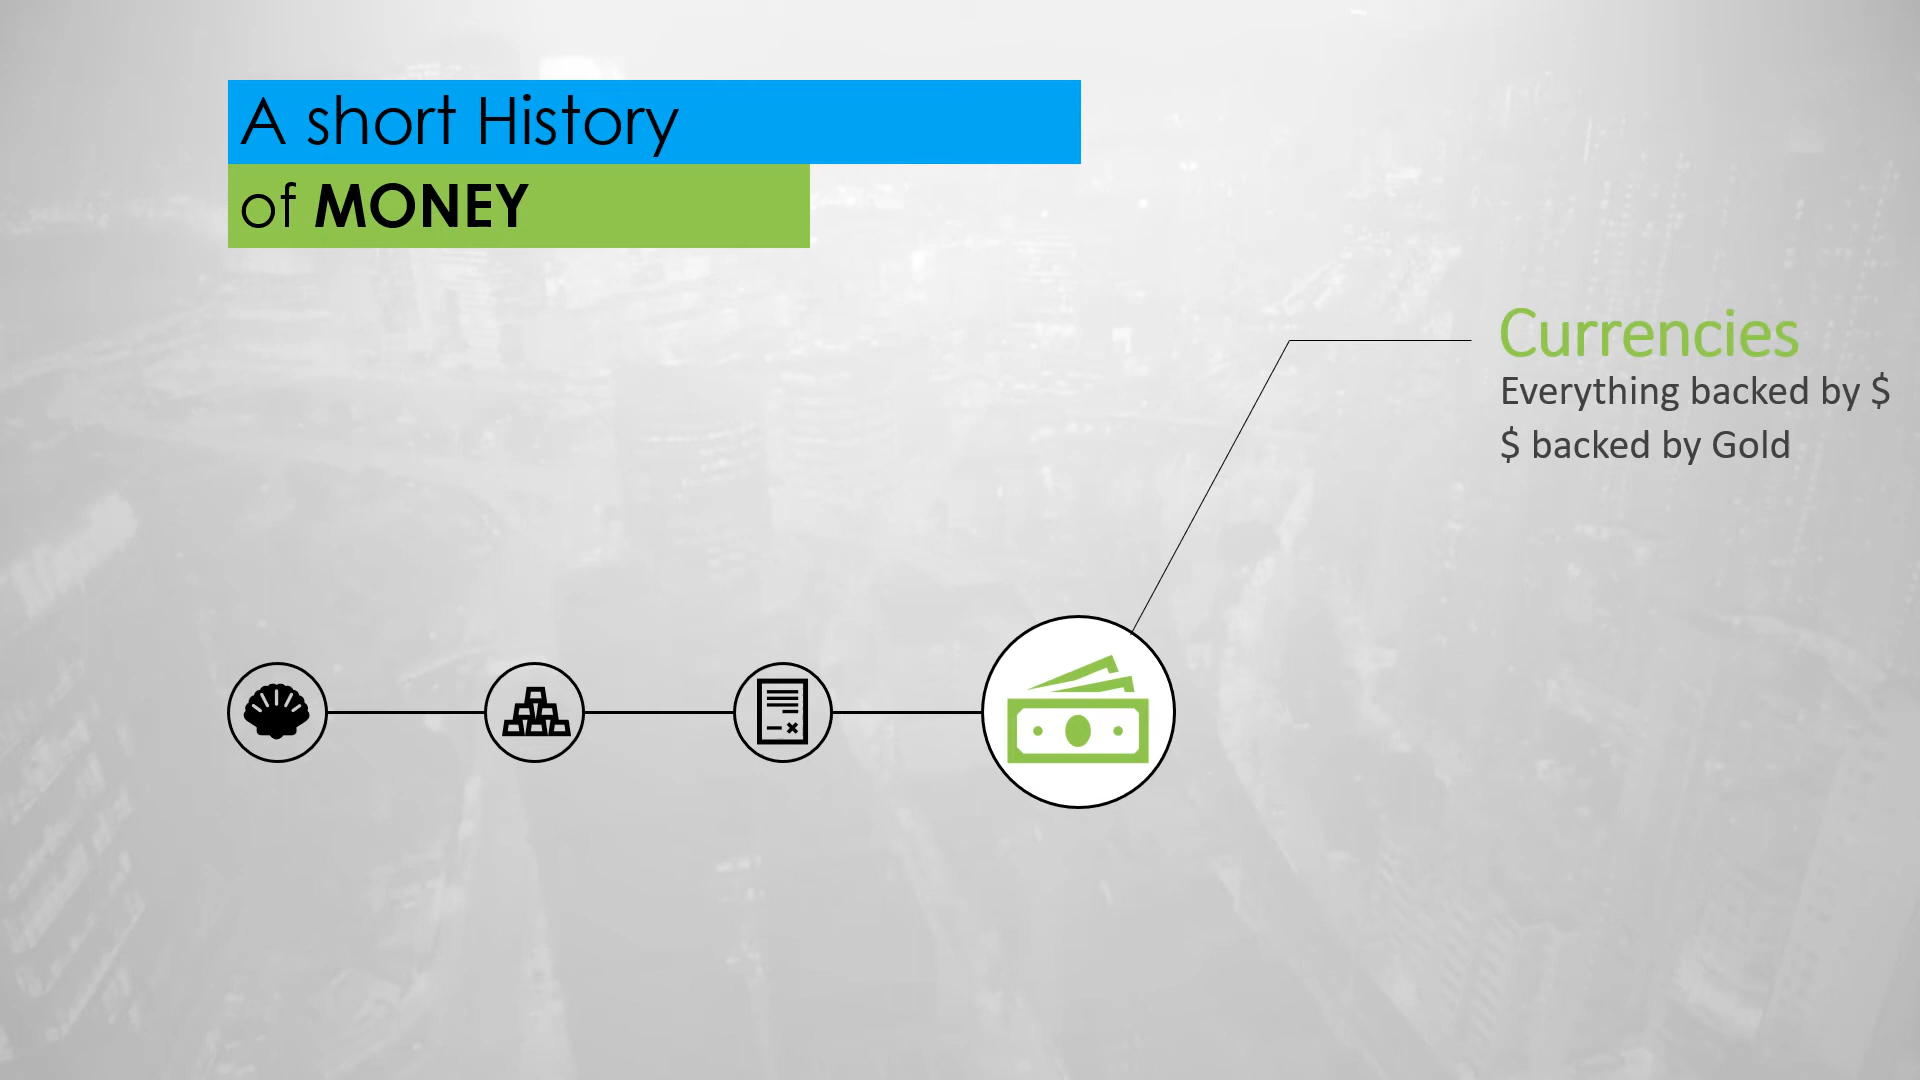 A short History
of MONEY
Currencies
Everything backed by $
$ backed by Gold